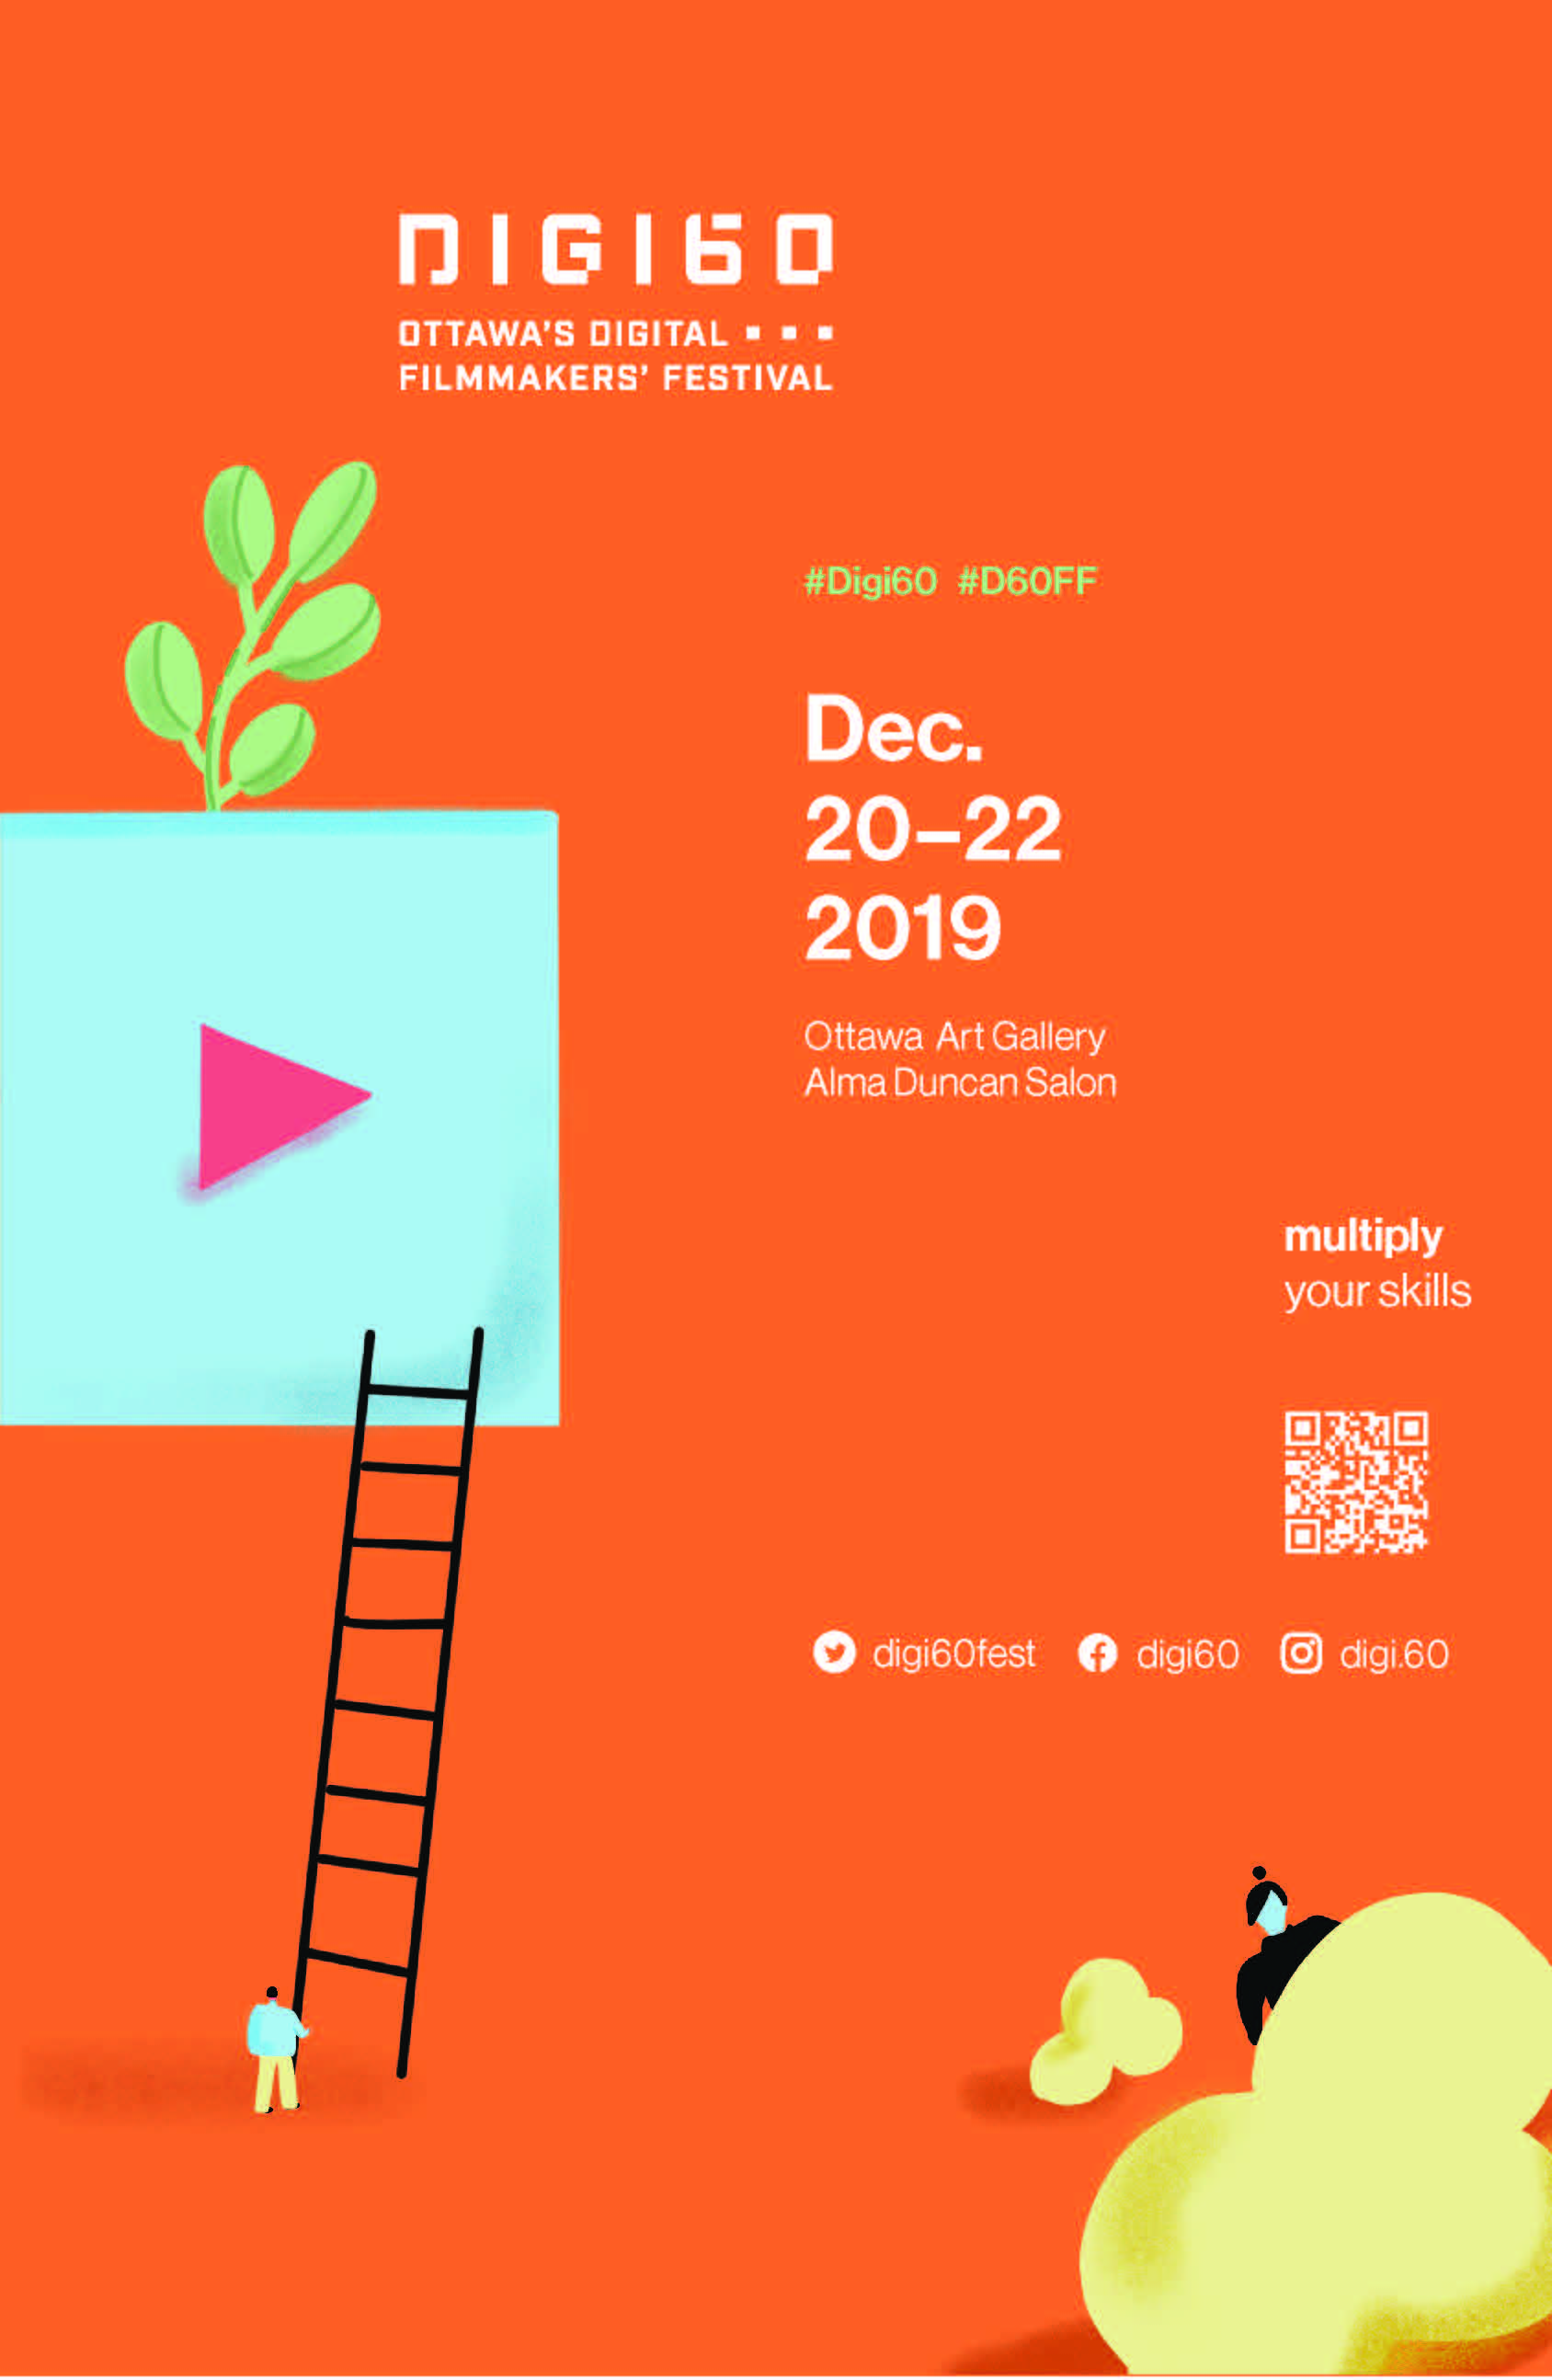 DIGI60
OTTAWA'S DIGITAL
FILMMAKERS' FESTIVAL
#Digi60 #D60FF
Dec.
20–22
2019
Ottawa Art Gallery
Alma Duncan Salon
multiply
your skills
digi60fest digi60 digi.60